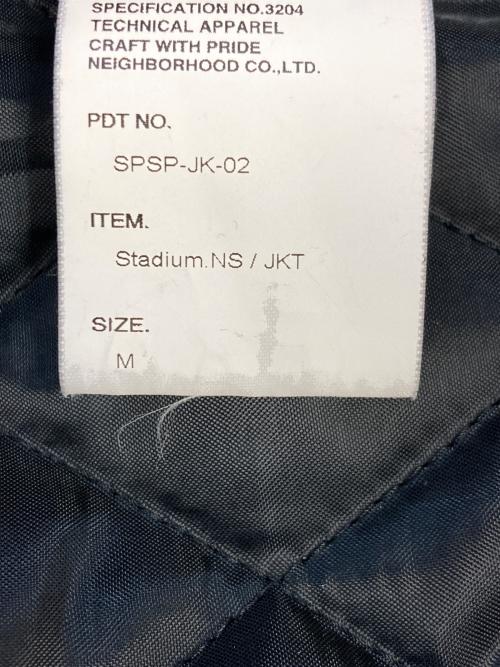 SPECIFICATION NO.3204
TECHNICAL APPAREL
CRAFT WITH PRIDE
NEIGHBORHOOD CO.,LTD.
PDT NO.
SPSP-JK-02
ITEM.
Stadium.NS / JKT
SIZE.
M